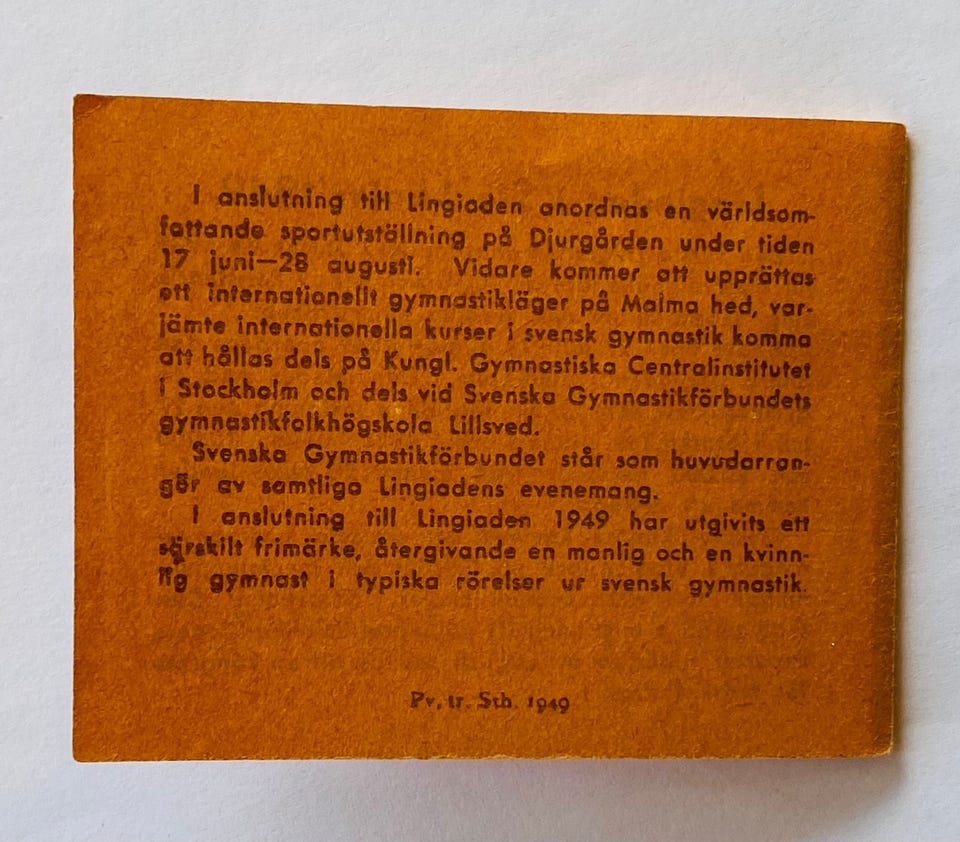 I anslutning till Lingiaden anordnas en världsom-
fattande sportutställning på Djurgården under tiden
17 juni—28 augusti. Vidare kommer att upprättas
ett internationellt gymnastikläger på Malma hed, var-
jämte internationella kurser i svensk gymnastik komma
att hållas dels på Kungl. Gymnastiska Centralinstitutet
i Stockholm och dels vid Svenska Gymnastikförbundets
gymnastikfolkhögskola Lillsved.
Svenska Gymnastikförbundet står som huvudarran-
gör av samtliga Lingiadens evenemang.
I anslutning till Lingiaden 1949 har utgivits ett
särskilt frimärke, återgivande en manlig och en kvinn-
lig gymnast i typiska rörelser ur svensk gymnastik.
Pv. tr. Sth. 1949